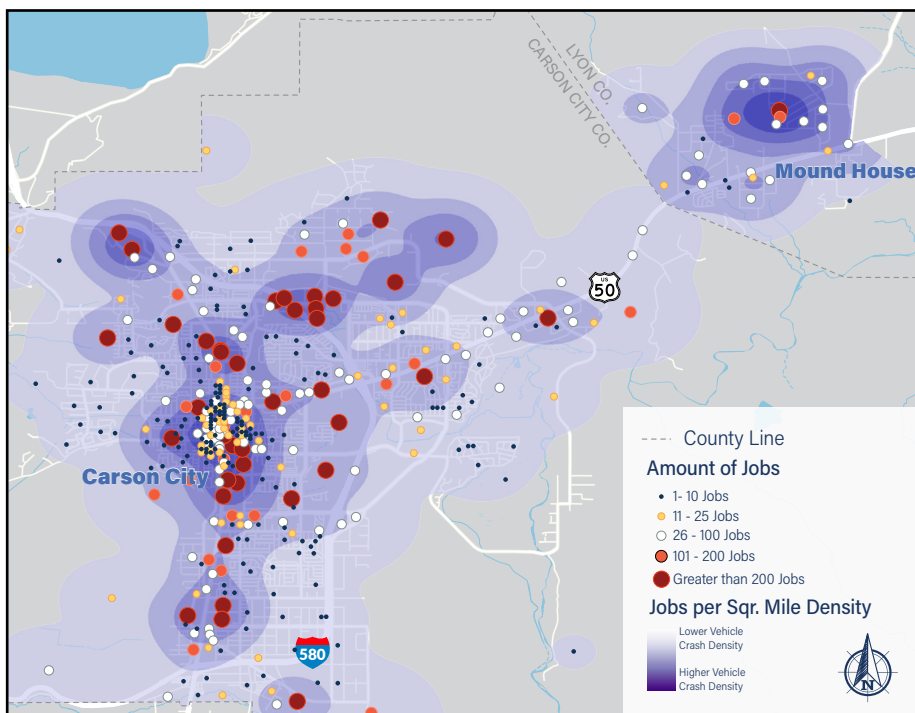 LYON CO.
CARSON CITY CO.
Mound House
US
50
Carson City
580
County Line
Amount of Jobs
1- 10 Jobs
11 - 25 Jobs
26 - 100 Jobs
101 - 200 Jobs
Greater than 200 Jobs
Jobs per Sqr. Mile Density
Lower Vehicle
Crash Density
Higher Vehicle
Crash Density
N